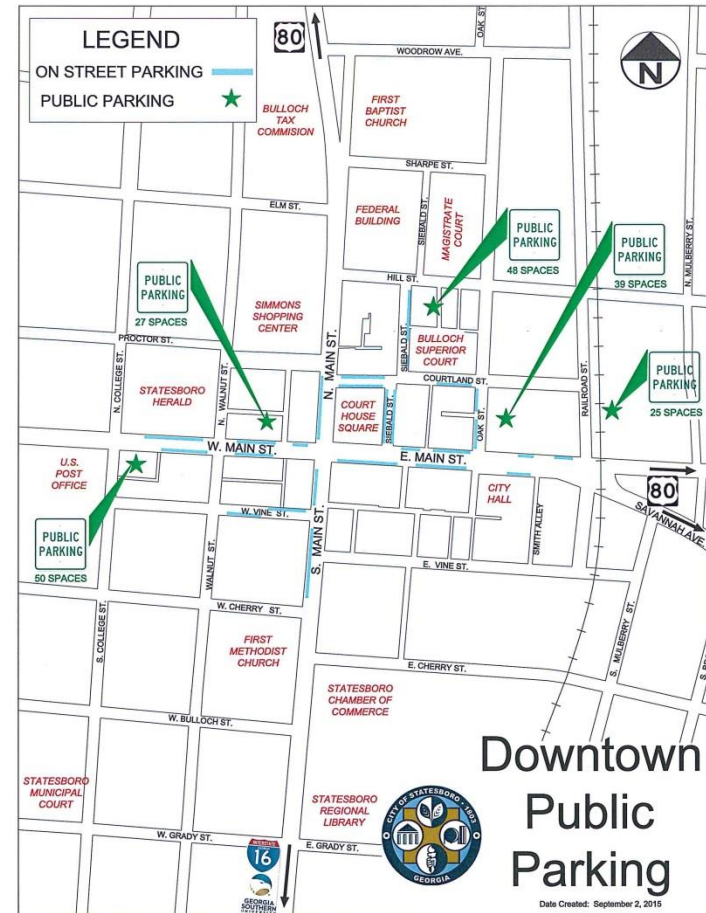 LEGEND
ON STREET PARKING
PUBLIC PARKING
80
N
OAK ST.
WOODROW AVE.
BULLOCH
TAX
COMMISION
FIRST
BAPTIST
CHURCH
SHARPE ST.
ELM ST.
FEDERAL
BUILDING
SIEBALD ST.
MAGISTRATE
COURT
N. MULBERRY ST.
PUBLIC
PARKING
48 SPACES
PUBLIC
PARKING
39 SPACES
HILL ST.
PUBLIC
PARKING
27 SPACES
SIMMONS
SHOPPING
CENTER
N. MAIN ST.
SIEBALD ST.
BULLOCH
SUPERIOR
COURT
PROCTOR ST.
COURTLAND ST.
RAILROAD ST.
PUBLIC
PARKING
25 SPACES
N. COLLEGE ST.
STATESBORO
HERALD
N. WALNUT ST.
COURT
HOUSE
SQUARE
SIEBALD ST.
OAK ST.
W. MAIN ST.
E. MAIN ST.
U.S.
POST
OFFICE
CITY
HALL
80
SAVANNAH AVE.
PUBLIC
PARKING
50 SPACES
W. VINE ST.
S. MAIN ST.
SMITH ALLEY
E. VINE ST.
WALNUT ST.
S. COLLEGE ST.
W. CHERRY ST.
FIRST
METHODIST
CHURCH
E. CHERRY ST.
S. MULBERRY ST.
STATESBORO
CHAMBER OF
COMMERCE
W. BULLOCH ST.
STATESBORO
MUNICIPAL
COURT
STATESBORO
REGIONAL
LIBRARY
W. GRADY ST.
E. GRADY ST.
INTERSTATE
16
GEORGIA
SOUTHERN
CITY OF STATESBORO • 1803
GEORGIA
Downtown
Public
Parking
Date Created: September 2, 2015